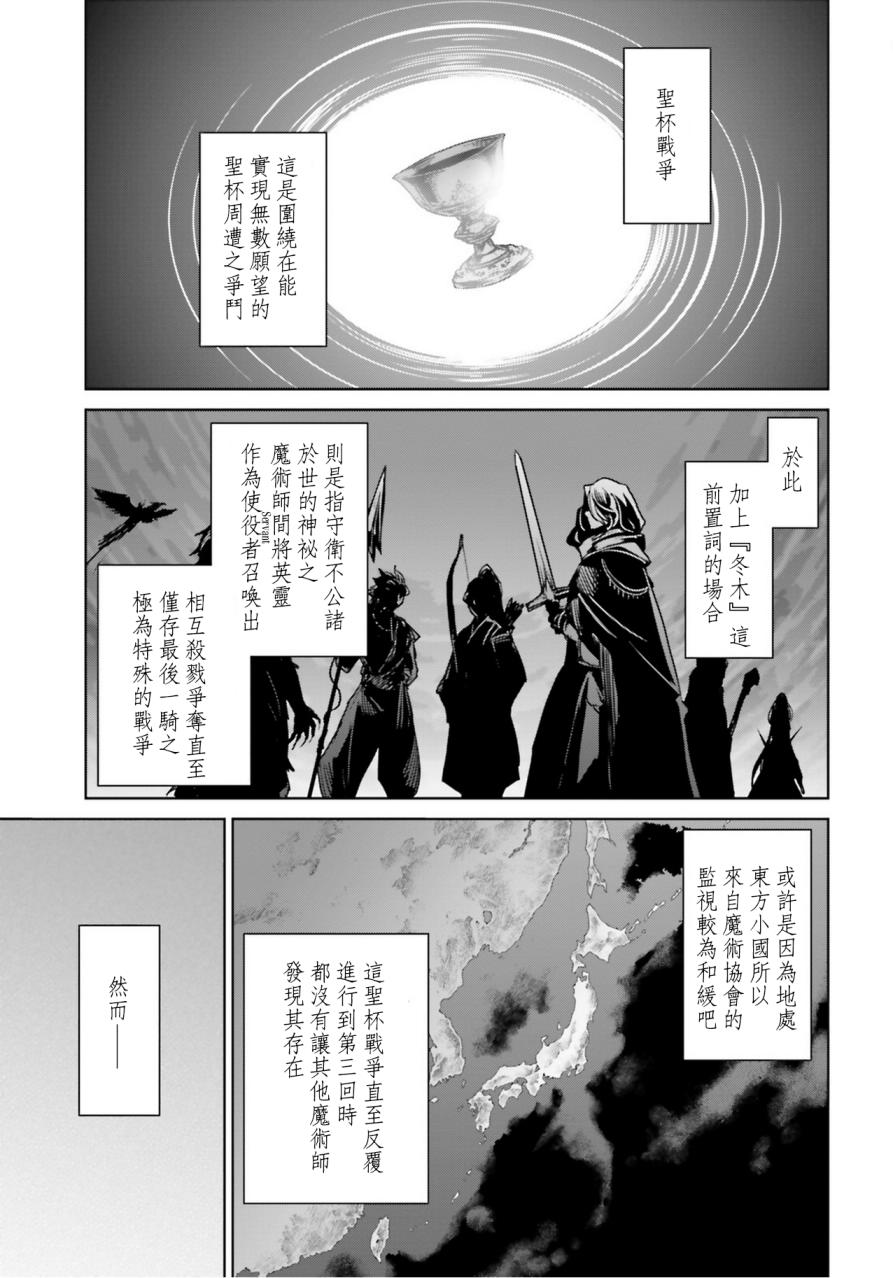 聖杯戰爭
這是圍繞在能
實現無數願望的
聖杯周遭之爭鬥
於此
加上『冬木』這
前置詞的場合
則是指守衛不公諸
於世的神祕之
魔術師間將英靈
Servant
作為使役者召喚出
相互殺戮爭奪直至
僅存最後一騎之
極為特殊的戰爭
或許是因為地處
東方小國所以
來自魔術協會的
監視較為和緩吧
這聖杯戰爭直至反覆
進行到第三回時
都沒有讓其他魔術師
發現其存在
然而——